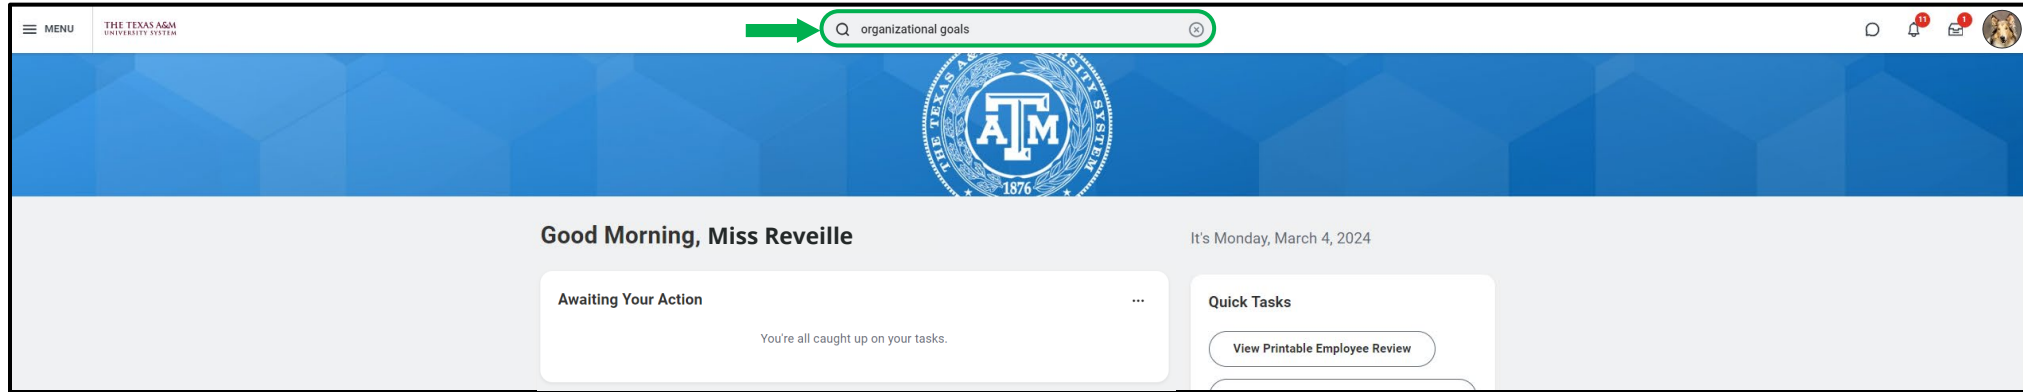 MENU
THE TEXAS A&M
UNIVERSITY SYSTEM
organizational goals
11
1
THE TEXAS A&M UNIVERSITY SYSTEM
ATM
1876
Good Morning, Miss Reveille
It's Monday, March 4, 2024
Awaiting Your Action
Quick Tasks
You're all caught up on your tasks.
View Printable Employee Review